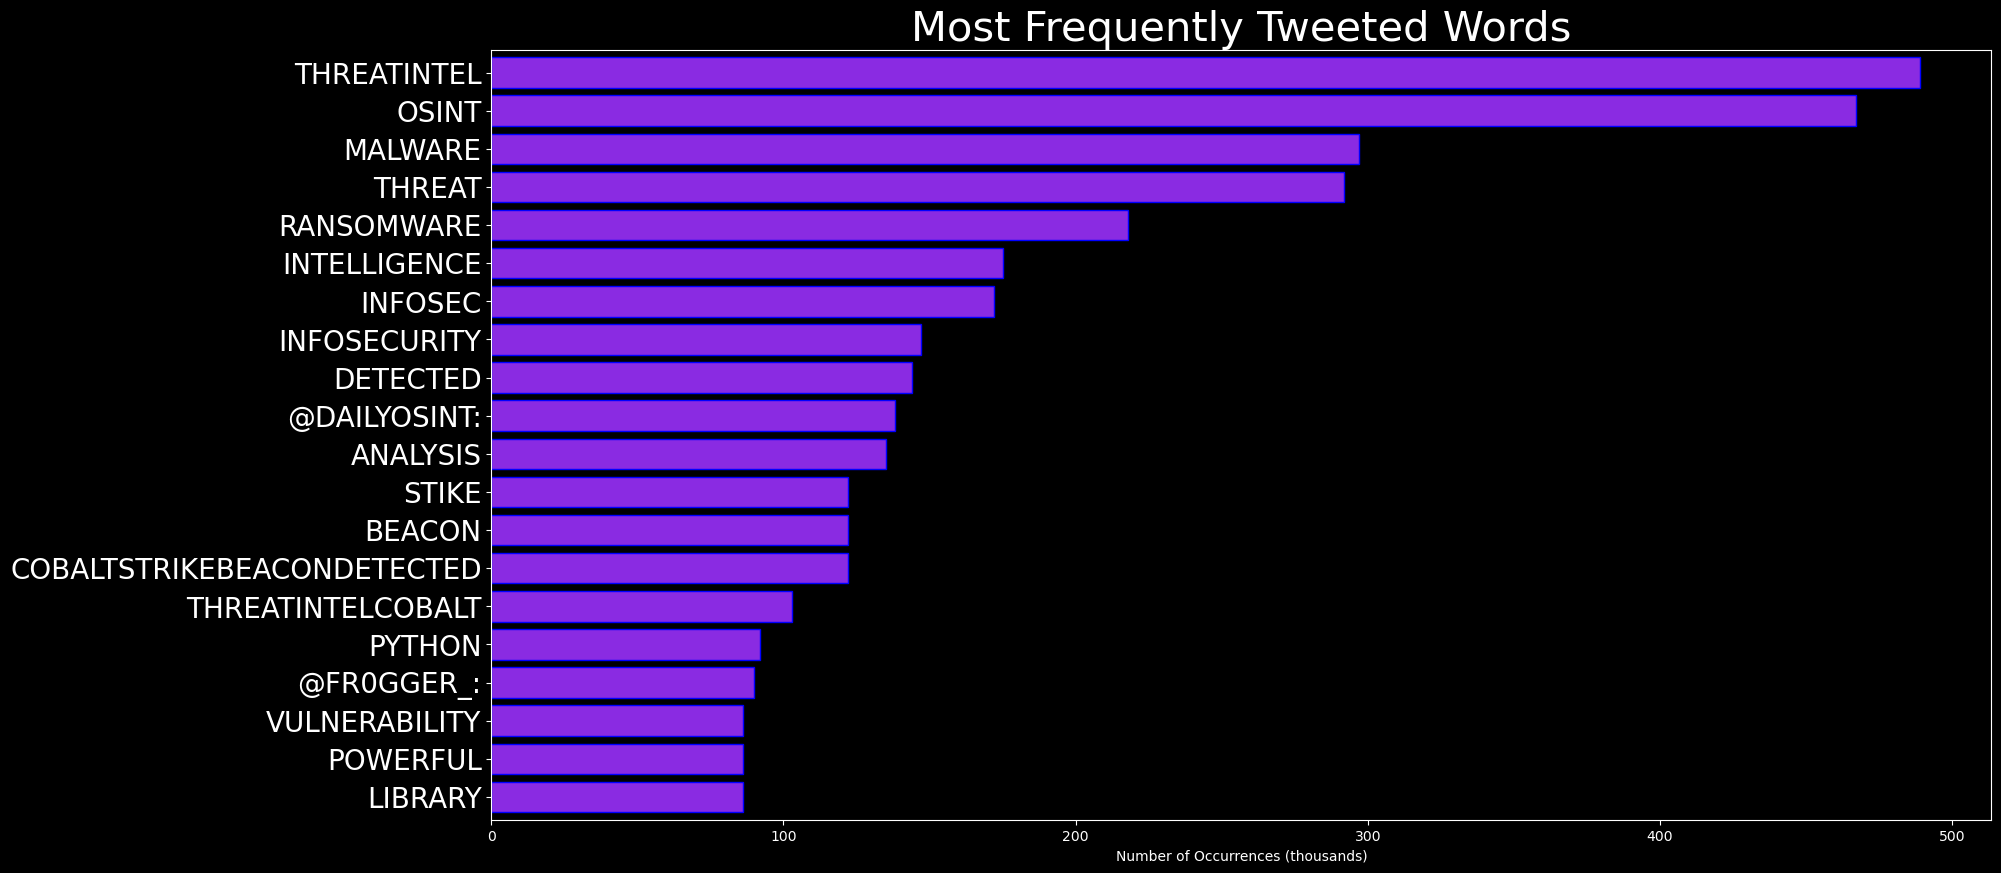 Most Frequently Tweeted Words
THREATINTEL
OSINT
MALWARE
THREAT
RANSOMWARE
INTELLIGENCE
INFOSEC
INFOSECURITY
DETECTED
@DAILYOSINT:
ANALYSIS
STIKE
BEACON
COBALTSTRIKEBEACONDETECTED
THREATINTELCOBALT
PYTHON
@FR0GGER_:
VULNERABILITY
POWERFUL
LIBRARY
0 100 200 300 400 500
Number of Occurrences (thousands)